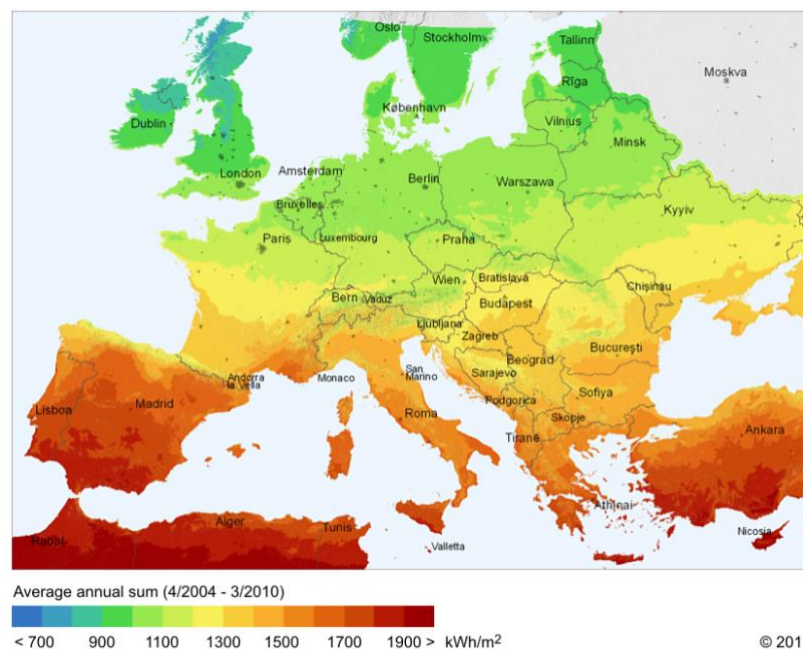 Oslo
Stockholm
Tallinn
Rīga
Moskva
København
Dublin
Vilnius
Minsk
London
Amsterdam
Berlin
Warszawa
Bruxelles
Kyyiv
Paris
Luxembourg
Praha
Wien
Bratislava
Chișinău
Bern
Vaduz
Budapest
Ljubljana
Zagreb
București
Beograd
Andorra
la Vella
Monaco
San
Marino
Sarajevo
Lisboa
Madrid
Podgorica
Sofiya
Roma
Skopje
Ankara
Tiranë
Athínai
Alger
Tunis
Nicosia
Rabat
Valletta
Average annual sum (4/2004 - 3/2010)
< 700 900 1100 1300 1500 1700 1900 > kWh/m²
© 201